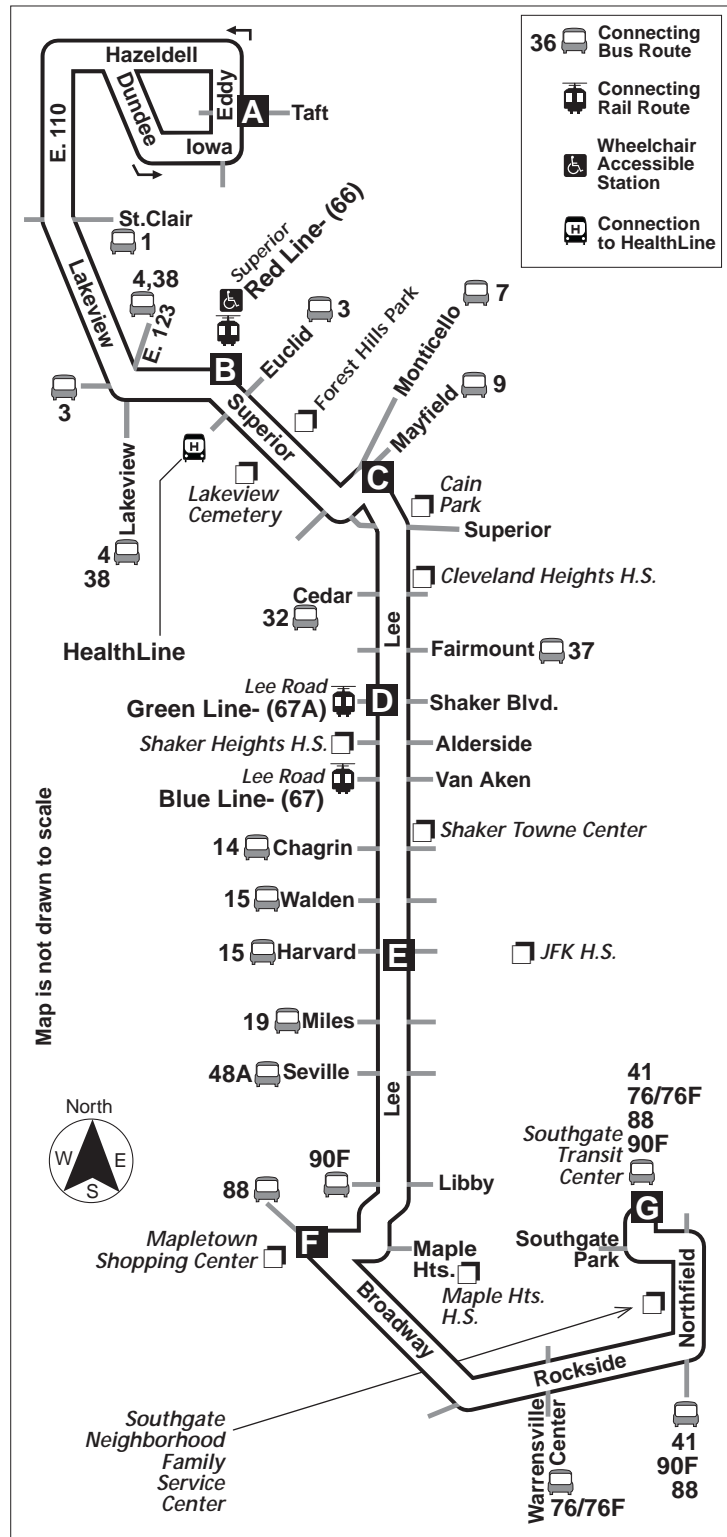 Hazeldell
Dundee
Eddy
A
Taft
Iowa
E. 110
36
Connecting
Bus Route
Connecting
Rail Route
Wheelchair
Accessible
Station
H
Connection
to HealthLine
St.Clair
1
Lakeview
4,38
E. 123
Superior
Red Line- (66)
3
Euclid
Forest Hills Park
Monticello
7
Mayfield
9
B
3
Superior
H
Lakeview
Lakeview
Cemetery
C
Cain
Park
Superior
4
38
Cleveland Heights H.S.
Cedar
32
Lee
HealthLine
Fairmount
37
Lee Road
Green Line- (67A)
D
Shaker Blvd.
Shaker Heights H.S.
Alderside
Lee Road
Blue Line- (67)
Van Aken
Shaker Towne Center
14
Chagrin
15
Walden
15
Harvard
E
JFK H.S.
Map is not drawn to scale
19
Miles
48A
Seville
Lee
North
W
E
S
41
76/76F
88
90F
Southgate
Transit
Center
90F
88
Libby
G
F
Mapletown
Shopping Center
Maple
Hts.
Maple Hts.
H.S.
Southgate
Park
Northfield
Broadway
Rockside
Southgate
Neighborhood
Family
Service
Center
Warrensville
Center
76/76F
41
90F
88